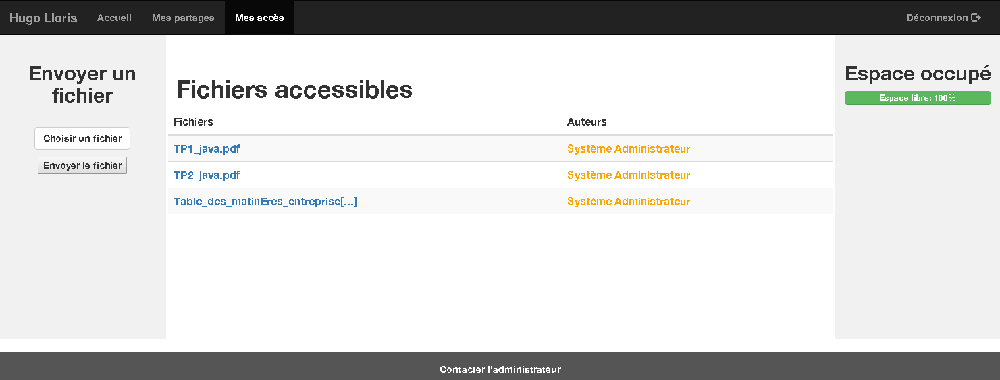 Hugo Lloris Accueil Mes partages Mes accès Déconnexion
Envoyer un
fichier
Choisir un fichier
Envoyer le fichier
Fichiers accessibles
Fichiers Auteurs
TP1_java.pdf Système Administrateur
TP2_java.pdf Système Administrateur
Table_des_matinEres_entreprise[...] Système Administrateur
Espace occupé
Espace libre: 100%
Contacter l'administrateur